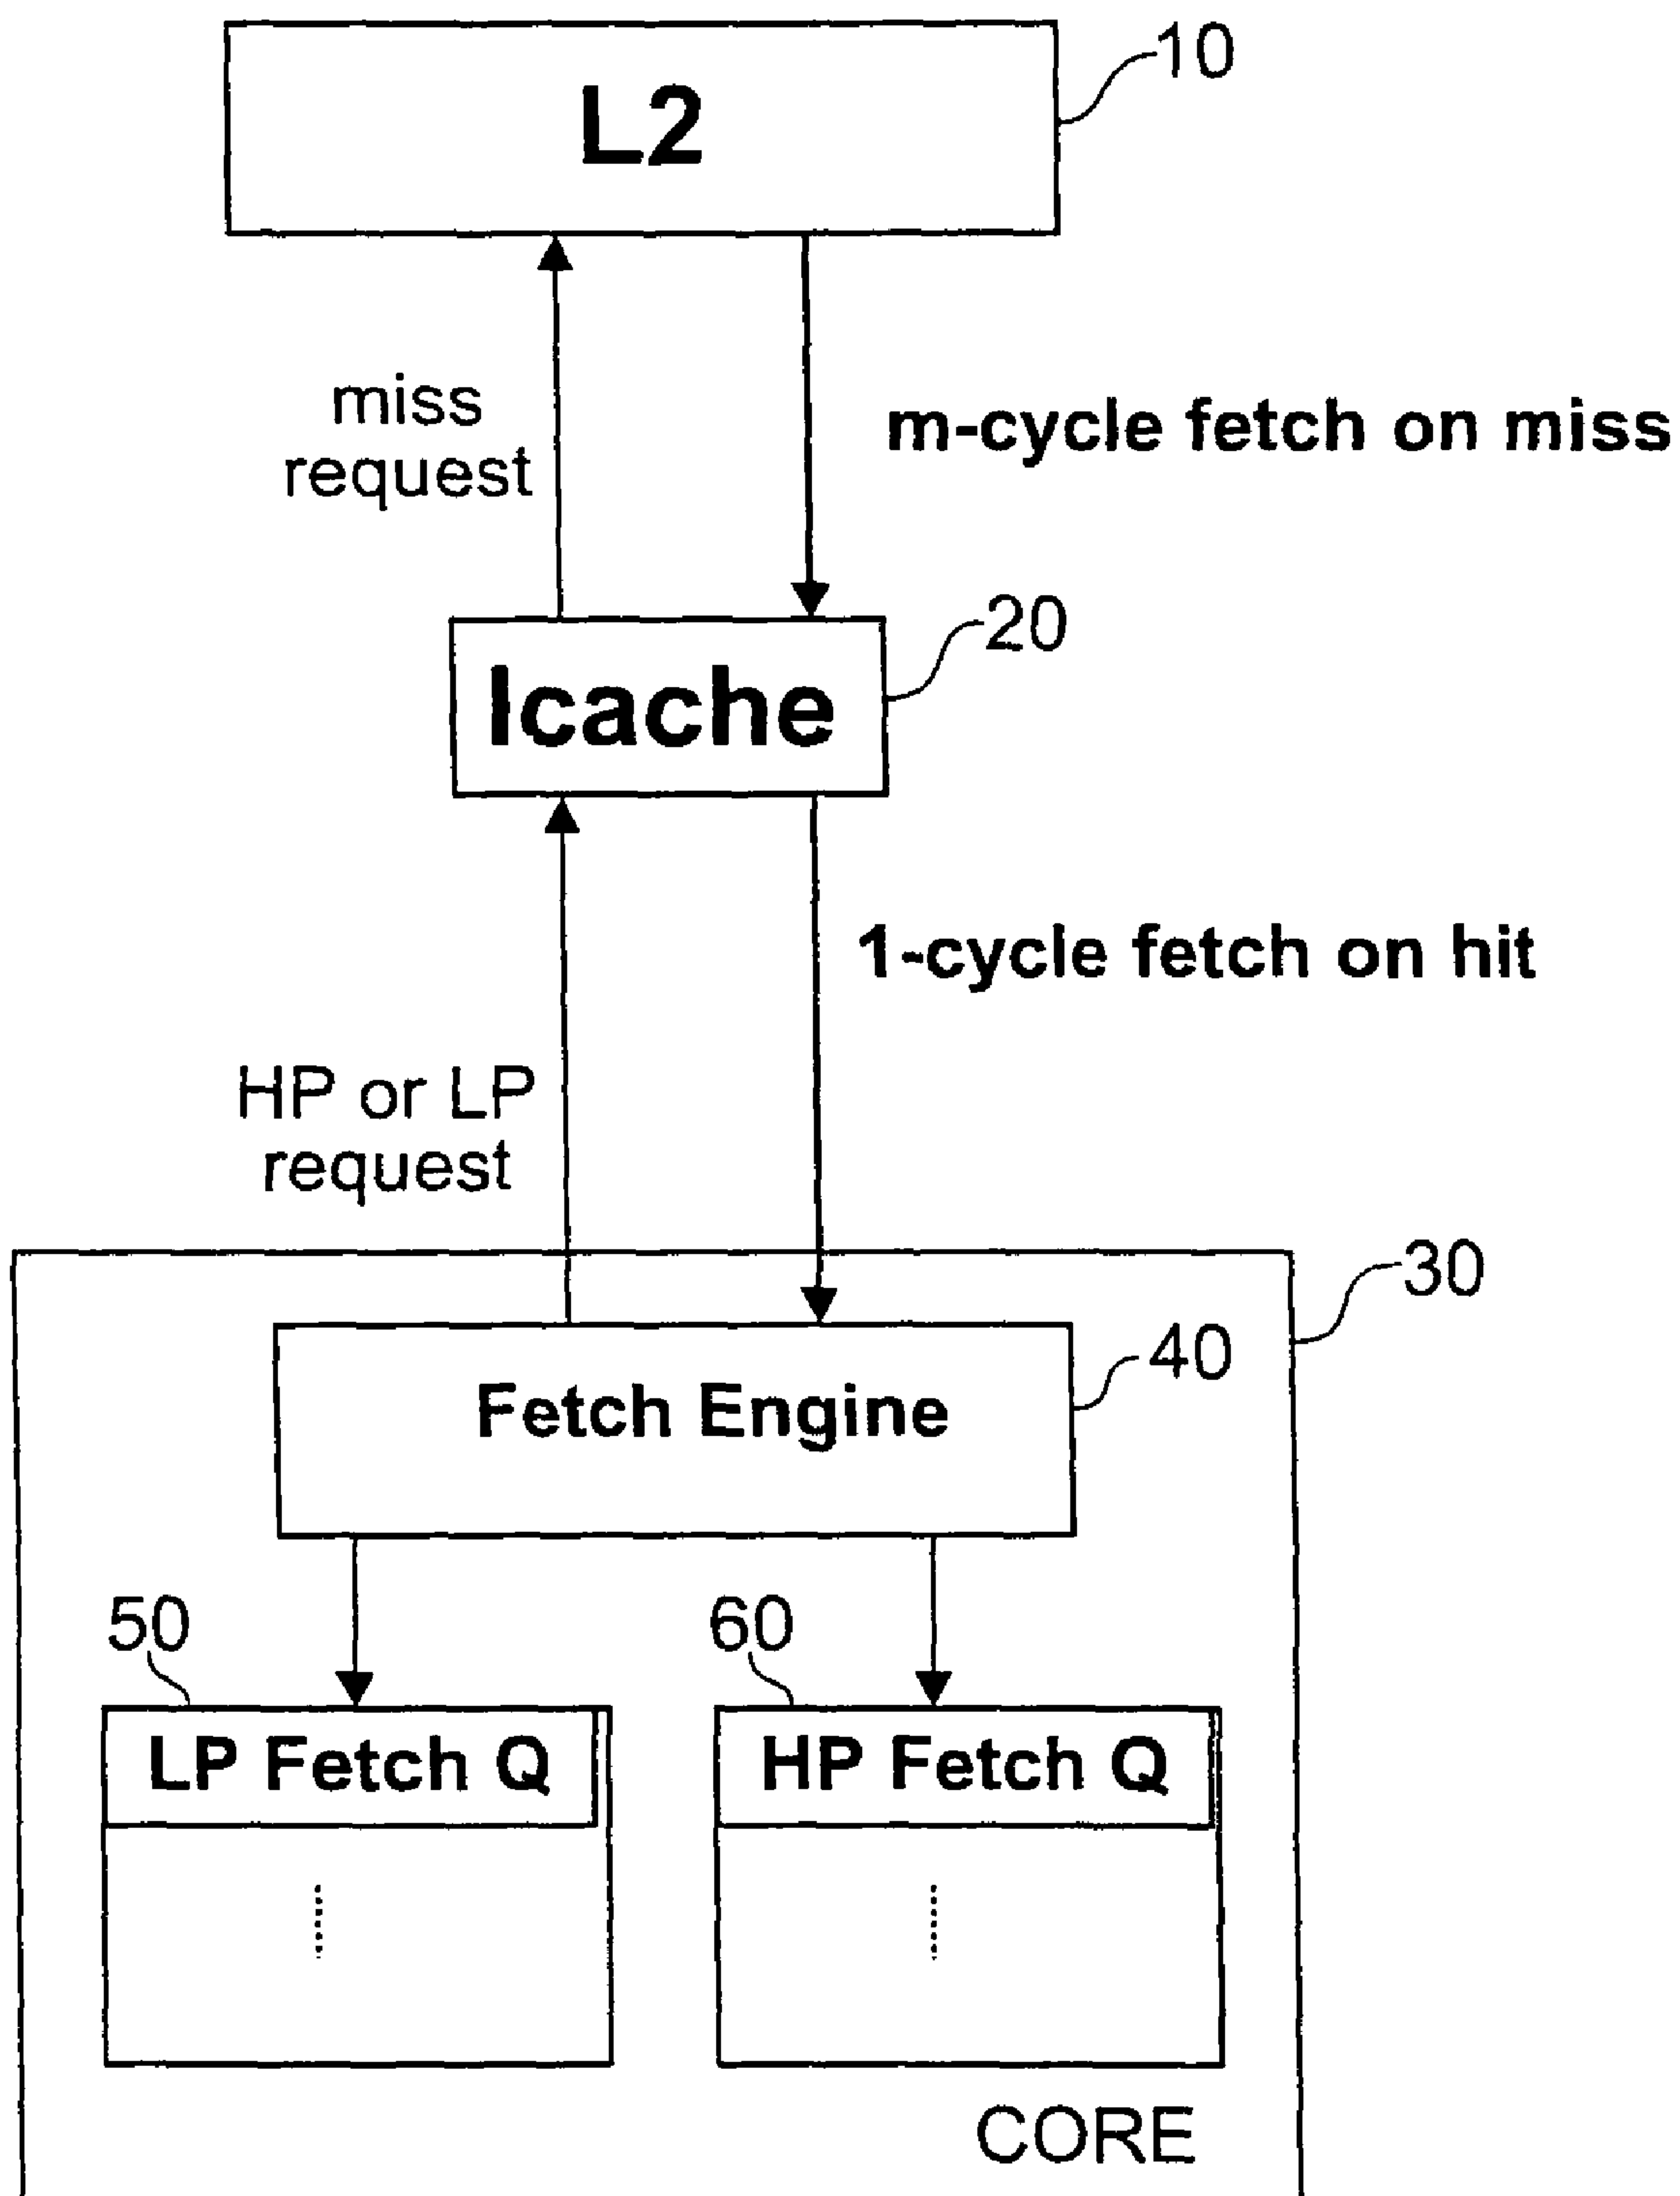 10
L2
miss
request
m-cycle fetch on miss
20
Icache
1-cycle fetch on hit
HP or LP
request
30
40
Fetch Engine
50
60
LP Fetch Q
HP Fetch Q
CORE